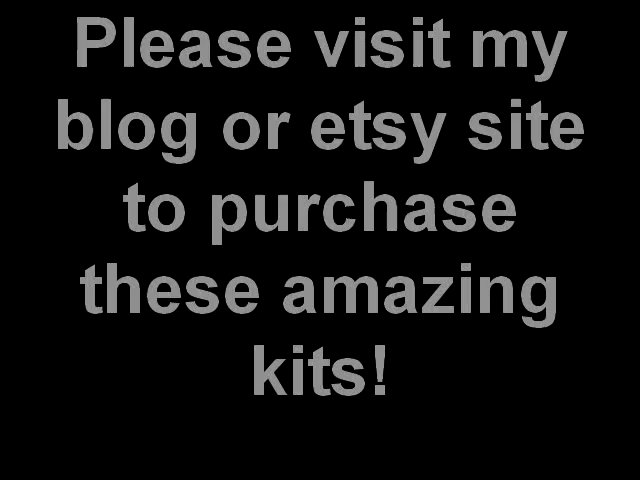 Please visit my
blog or etsy site
to purchase
these amazing
kits!